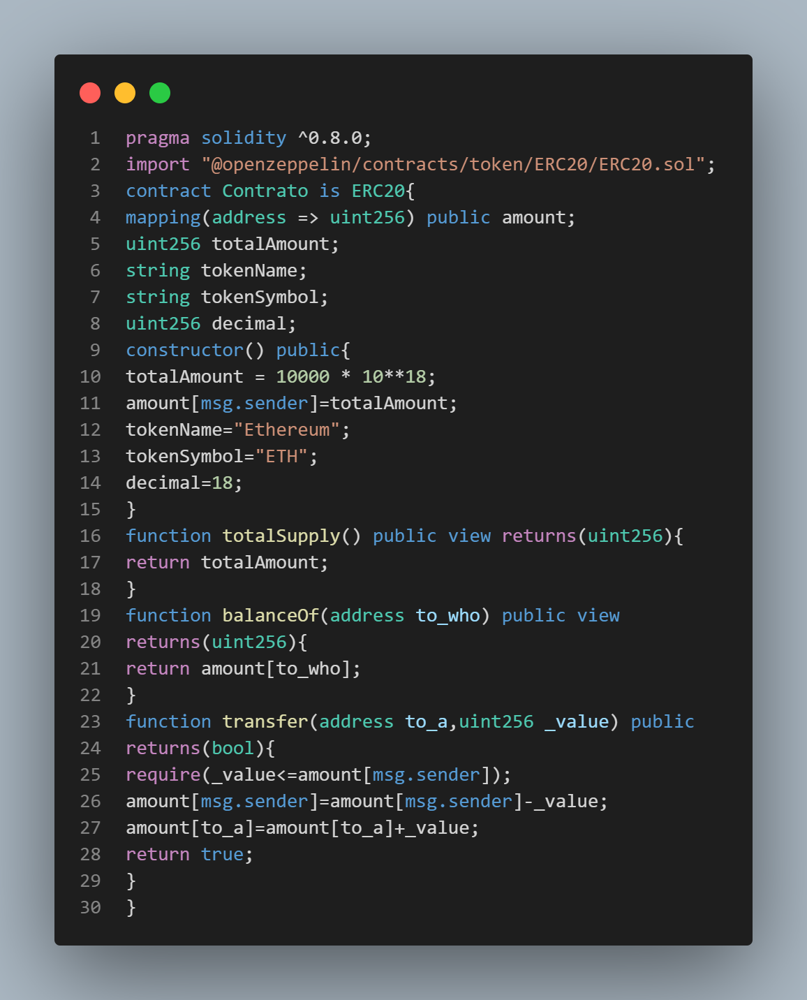 1 pragma solidity ^0.8.0;
2 import "@openzeppelin/contracts/token/ERC20/ERC20.sol";
3 contract Contrato is ERC20{
4 mapping(address => uint256) public amount;
5 uint256 totalAmount;
6 string tokenName;
7 string tokenSymbol;
8 uint256 decimal;
9 constructor() public{
10 totalAmount = 10000 * 10**18;
11 amount[msg.sender]=totalAmount;
12 tokenName="Ethereum";
13 tokenSymbol="ETH";
14 decimal=18;
15 }
16 function totalSupply() public view returns(uint256){
17 return totalAmount;
18 }
19 function balanceOf(address to_who) public view
20 returns(uint256){
21 return amount[to_who];
22 }
23 function transfer(address to_a,uint256 _value) public
24 returns(bool){
25 require(_value<=amount[msg.sender]);
26 amount[msg.sender]=amount[msg.sender]-_value;
27 amount[to_a]=amount[to_a]+_value;
28 return true;
29 }
30 }